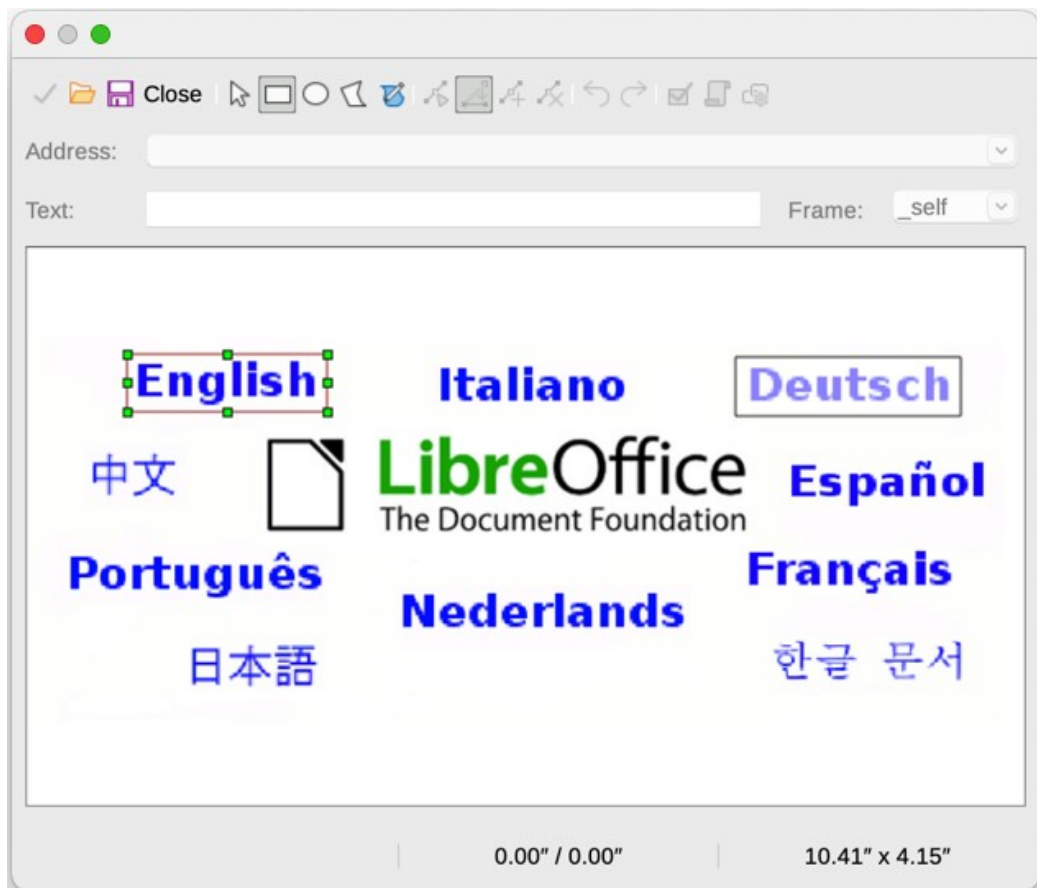 Close
Address:
Text:
Frame: _self
English Italiano Deutsch
中文 LibreOffice Español
The Document Foundation
Português Français
Nederlands
日本語 한글 문서
0.00″ / 0.00″ 10.41″ x 4.15″